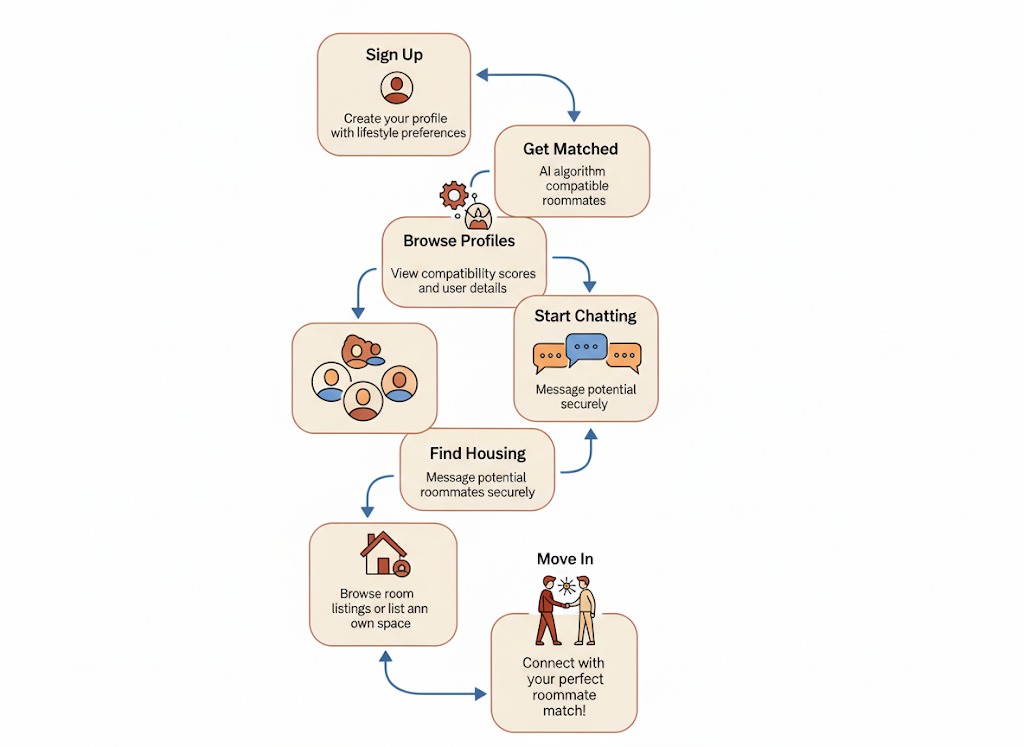 Sign Up
Create your profile
with lifestyle preferences
Get Matched
AI algorithm
compatible
roommates
Browse Profiles
View compatibility scores
and user details
Start Chatting
Message potential
securely
Find Housing
Message potential
roommates securely
Browse room
listings or list ann
own space
Move In
Connect with
your perfect
roommate
match!